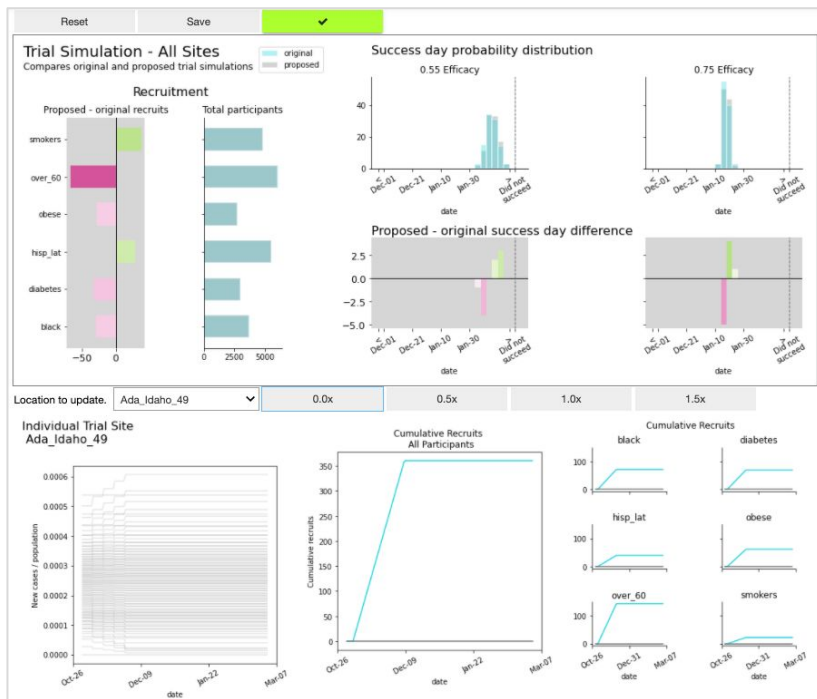 Reset Save ✔
Trial Simulation - All Sites
Compares original and proposed trial simulations
original
proposed
Recruitment
Proposed - original recruits Total participants
smokers
over_60
obese
hisp_lat
diabetes
black
−50 0
0 2500 5000
Success day probability distribution
0.55 Efficacy 0.75 Efficacy
40
20
0
< Dec-01 Dec-21 Jan-10 Jan-30 > Did not succeed
< Dec-01 Dec-21 Jan-10 Jan-30 > Did not succeed
date date
Proposed - original success day difference
2.5
0.0
−2.5
−5.0
< Dec-01 Dec-21 Jan-10 Jan-30 > Did not succeed
< Dec-01 Dec-21 Jan-10 Jan-30 > Did not succeed
date date
Location to update. Ada_Idaho_49 0.0x 0.5x 1.0x 1.5x
Individual Trial Site
Ada_Idaho_49
New cases / population
0.0006
0.0005
0.0004
0.0003
0.0002
0.0001
0.0000
Oct-26 Dec-09 Jan-22 Mar-07
date
Cumulative Recruits
All Participants
Cumulative recruits
350
300
250
200
150
100
50
0
Oct-26 Dec-09 Jan-22 Mar-07
date
Cumulative Recruits
black diabetes
100
0
hisp_lat obese
100
0
over_60 smokers
100
0
Oct-26 Dec-31 Mar-07 Oct-26 Dec-31 Mar-07
date date